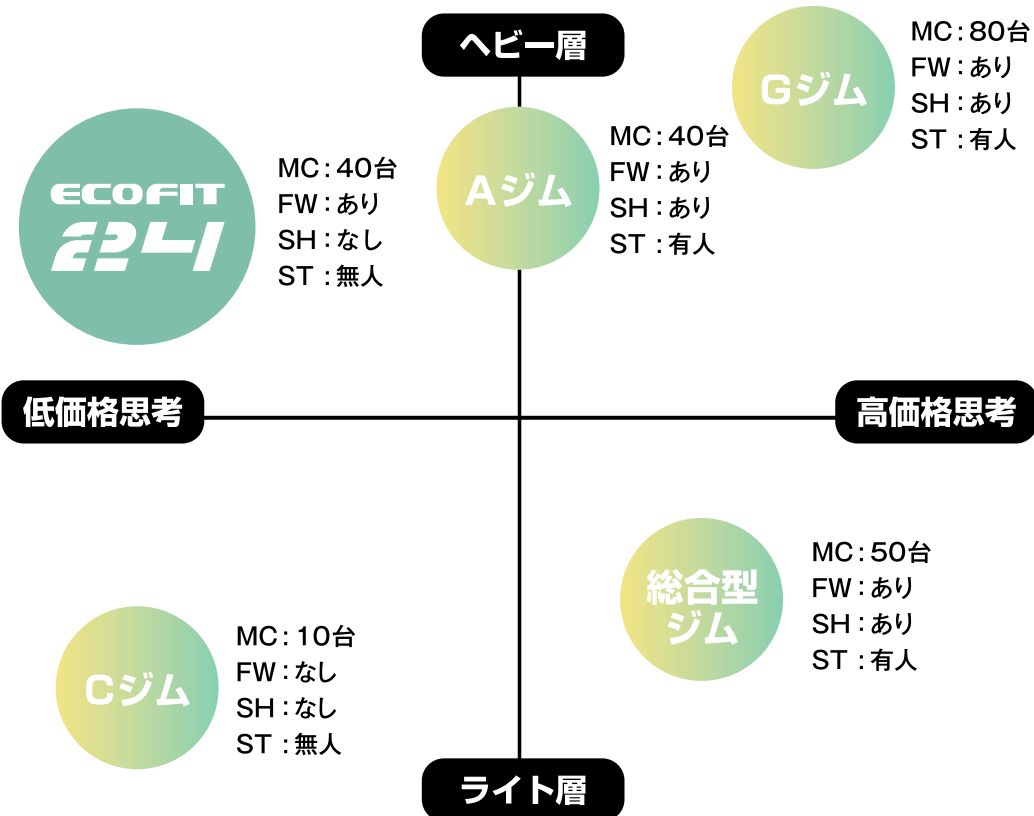 ヘビー層
Gジム
MC：80台
FW：あり
SH：あり
ST：有人
Aジム
MC：40台
FW：あり
SH：あり
ST：有人
ECOFIT
24
MC：40台
FW：あり
SH：なし
ST：無人
低価格思考
高価格思考
総合型
ジム
MC：50台
FW：あり
SH：あり
ST：有人
Cジム
MC：10台
FW：なし
SH：なし
ST：無人
ライト層